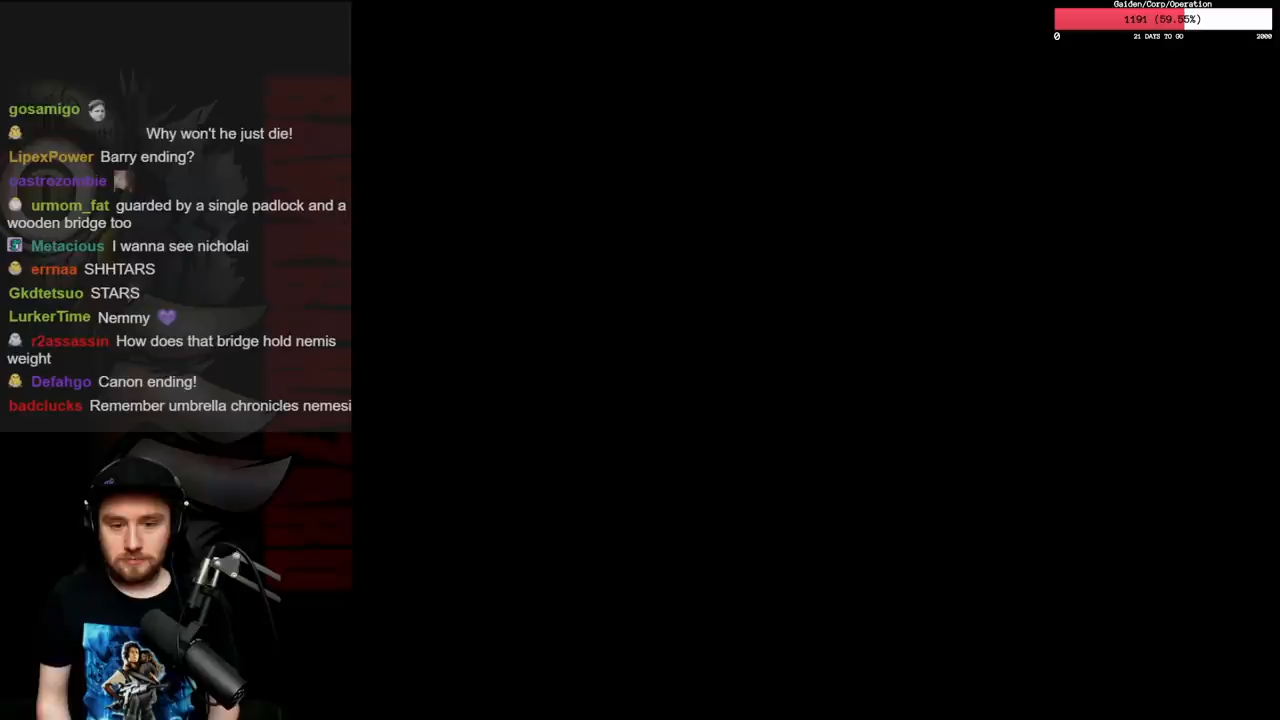 Gaiden/Corp/Operation
1191 (59.55%)
0
21 DAYS TO GO
2000
gosamigo
Why won't he just die!
LipexPower Barry ending?
castrozombie
urmom_fat guarded by a single padlock and a
wooden bridge too
Metacious I wanna see nicholai
errnaa SHHTARS
Gkdtetsuo STARS
LurkerTime Nemmy
r2assassin How does that bridge hold nemis
weight
Defahgo Canon ending!
badclucks Remember umbrella chronicles nemesi